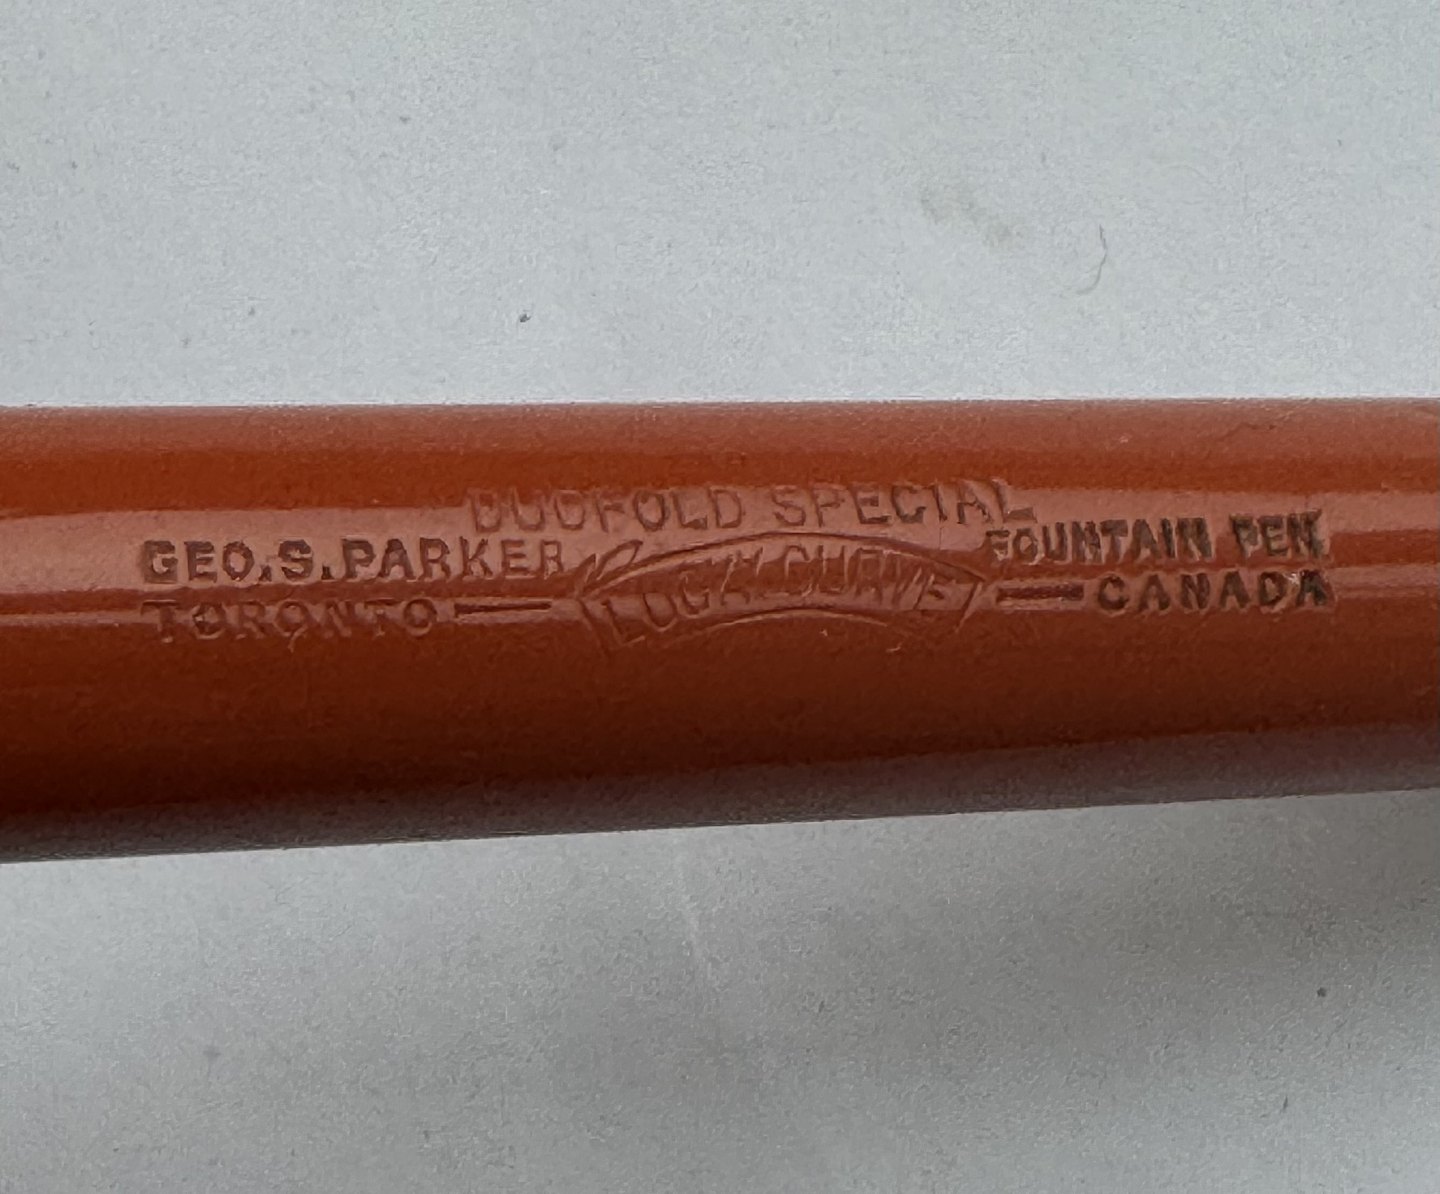 DUOFOLD SPECIAL
GEO.S.PARKER LUCKY CURVE FOUNTAIN PEN.
TORONTO — — CANADA